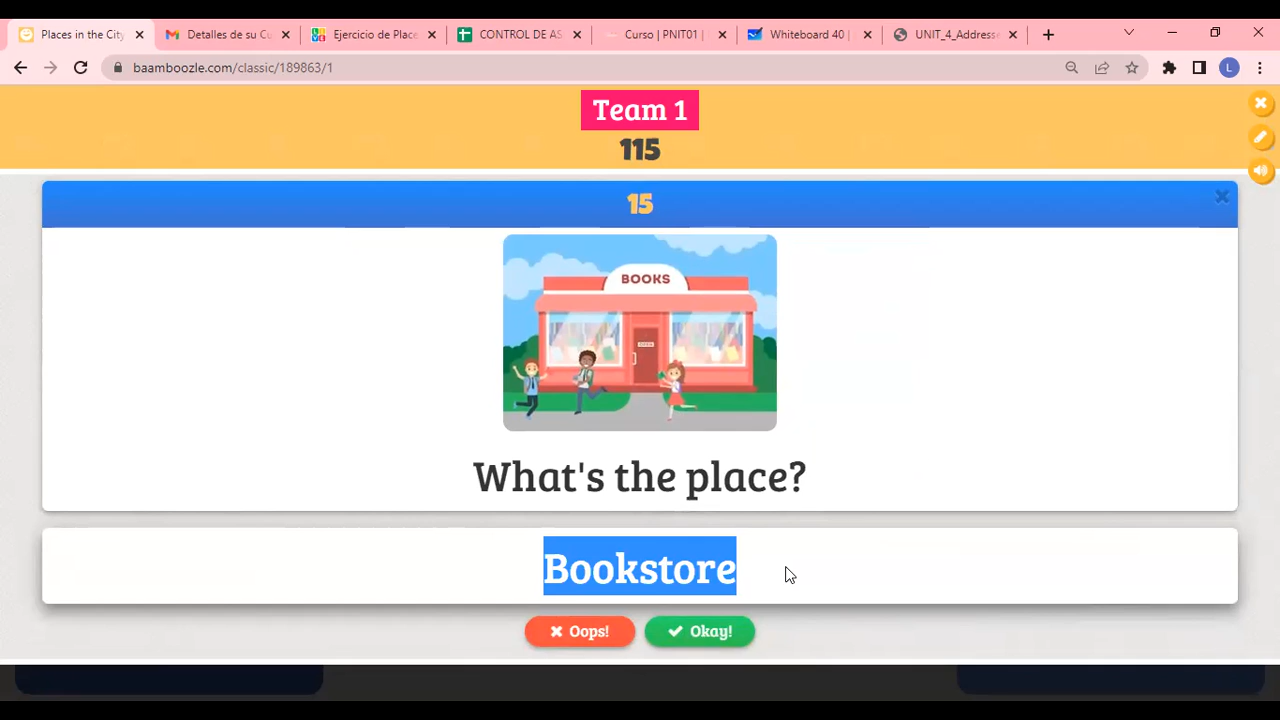 Places in the City
Detalles de su Cu
Ejercicio de Place
CONTROL DE AS
Curso | PNIT01 |
Whiteboard 40 |
UNIT_4_Addresse
baamboozle.com/classic/189863/1
L
Team 1
115
15
BOOKS
What's the place?
Bookstore
Oops!
Okay!